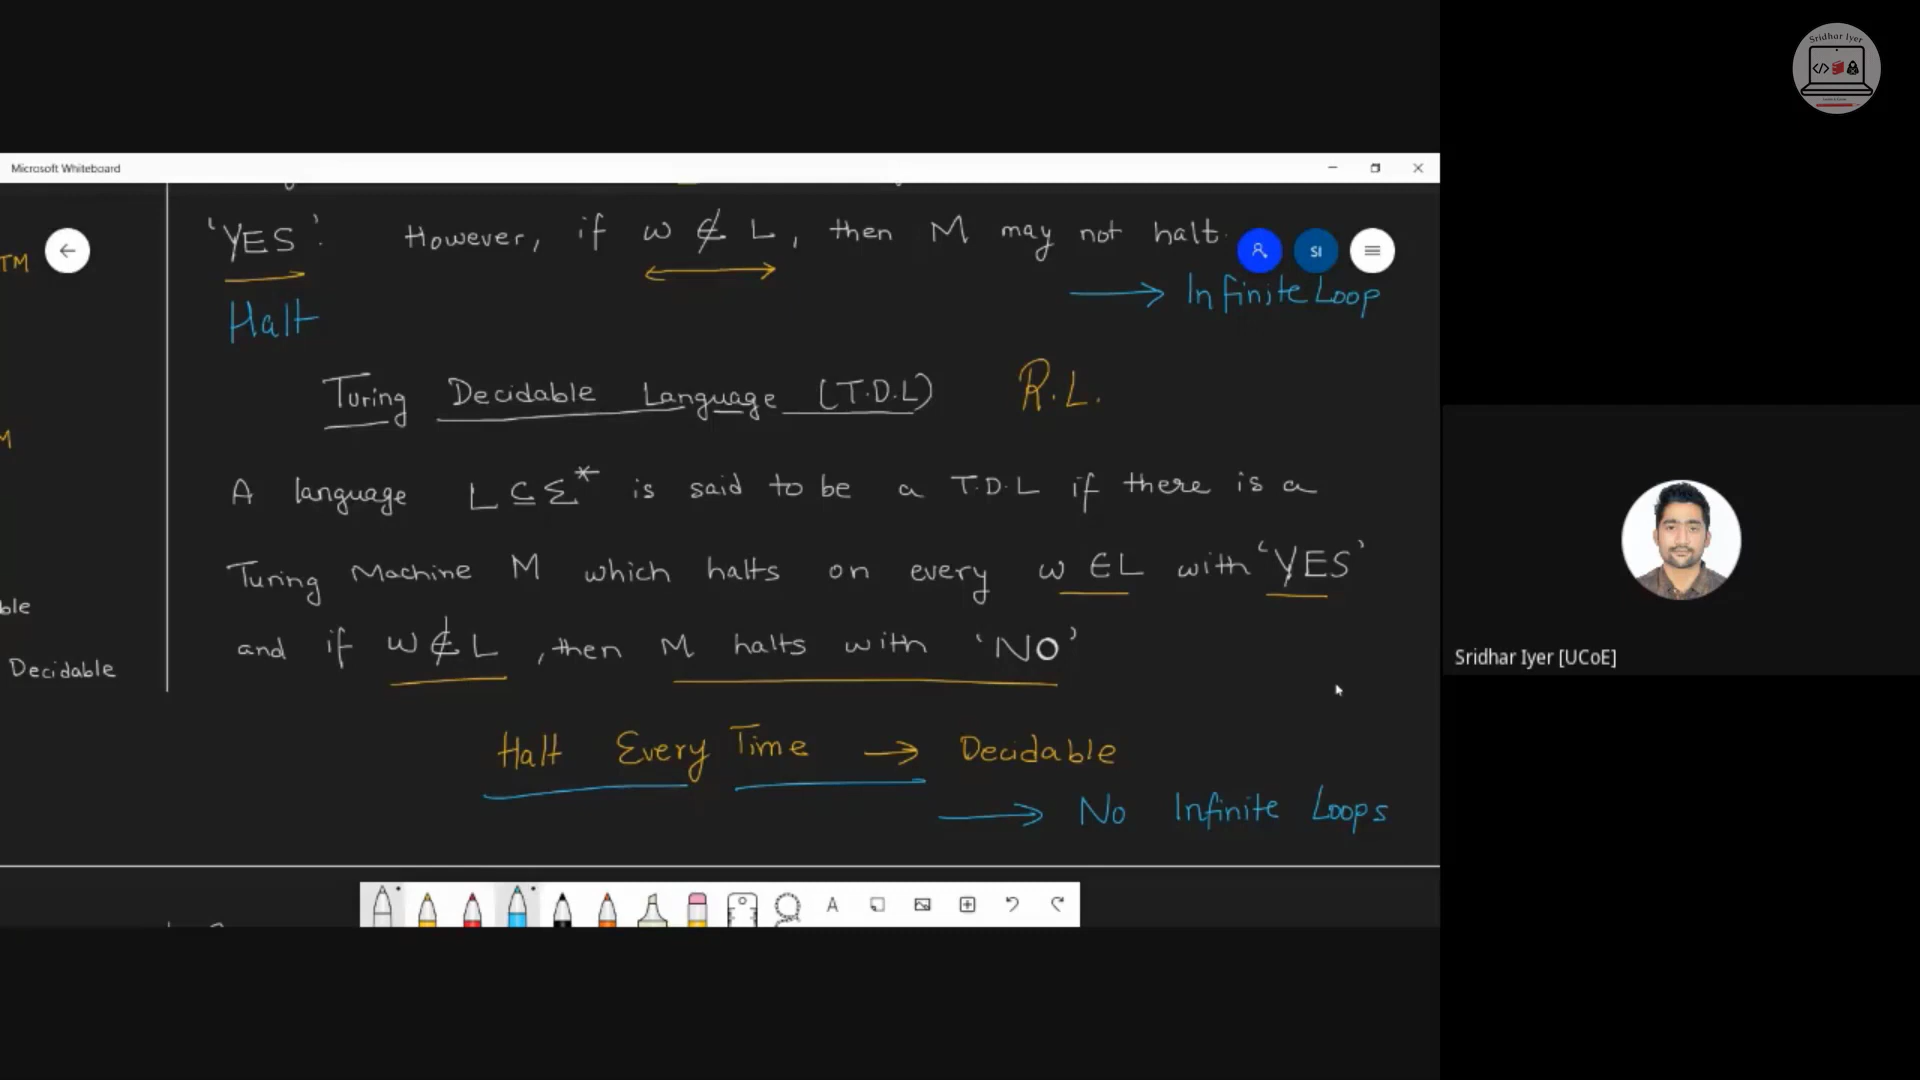 Sridhar Iyer
</>
Microsoft Whiteboard
TM
'YES'. However, if w ∉ L, then M may not halt.
SI
Halt
→ Infinite Loop
Turing Decidable Language (T.D.L) R.L.
M
A language L ⊆ Σ* is said to be a T.D.L if there is a
Turing Machine M which halts on every w ∈ L with 'YES'
ble
and if w ∉ L, then M halts with 'NO'
Decidable
Sridhar Iyer [UCoE]
Halt Every Time → Decidable
→ No Infinite Loops
A